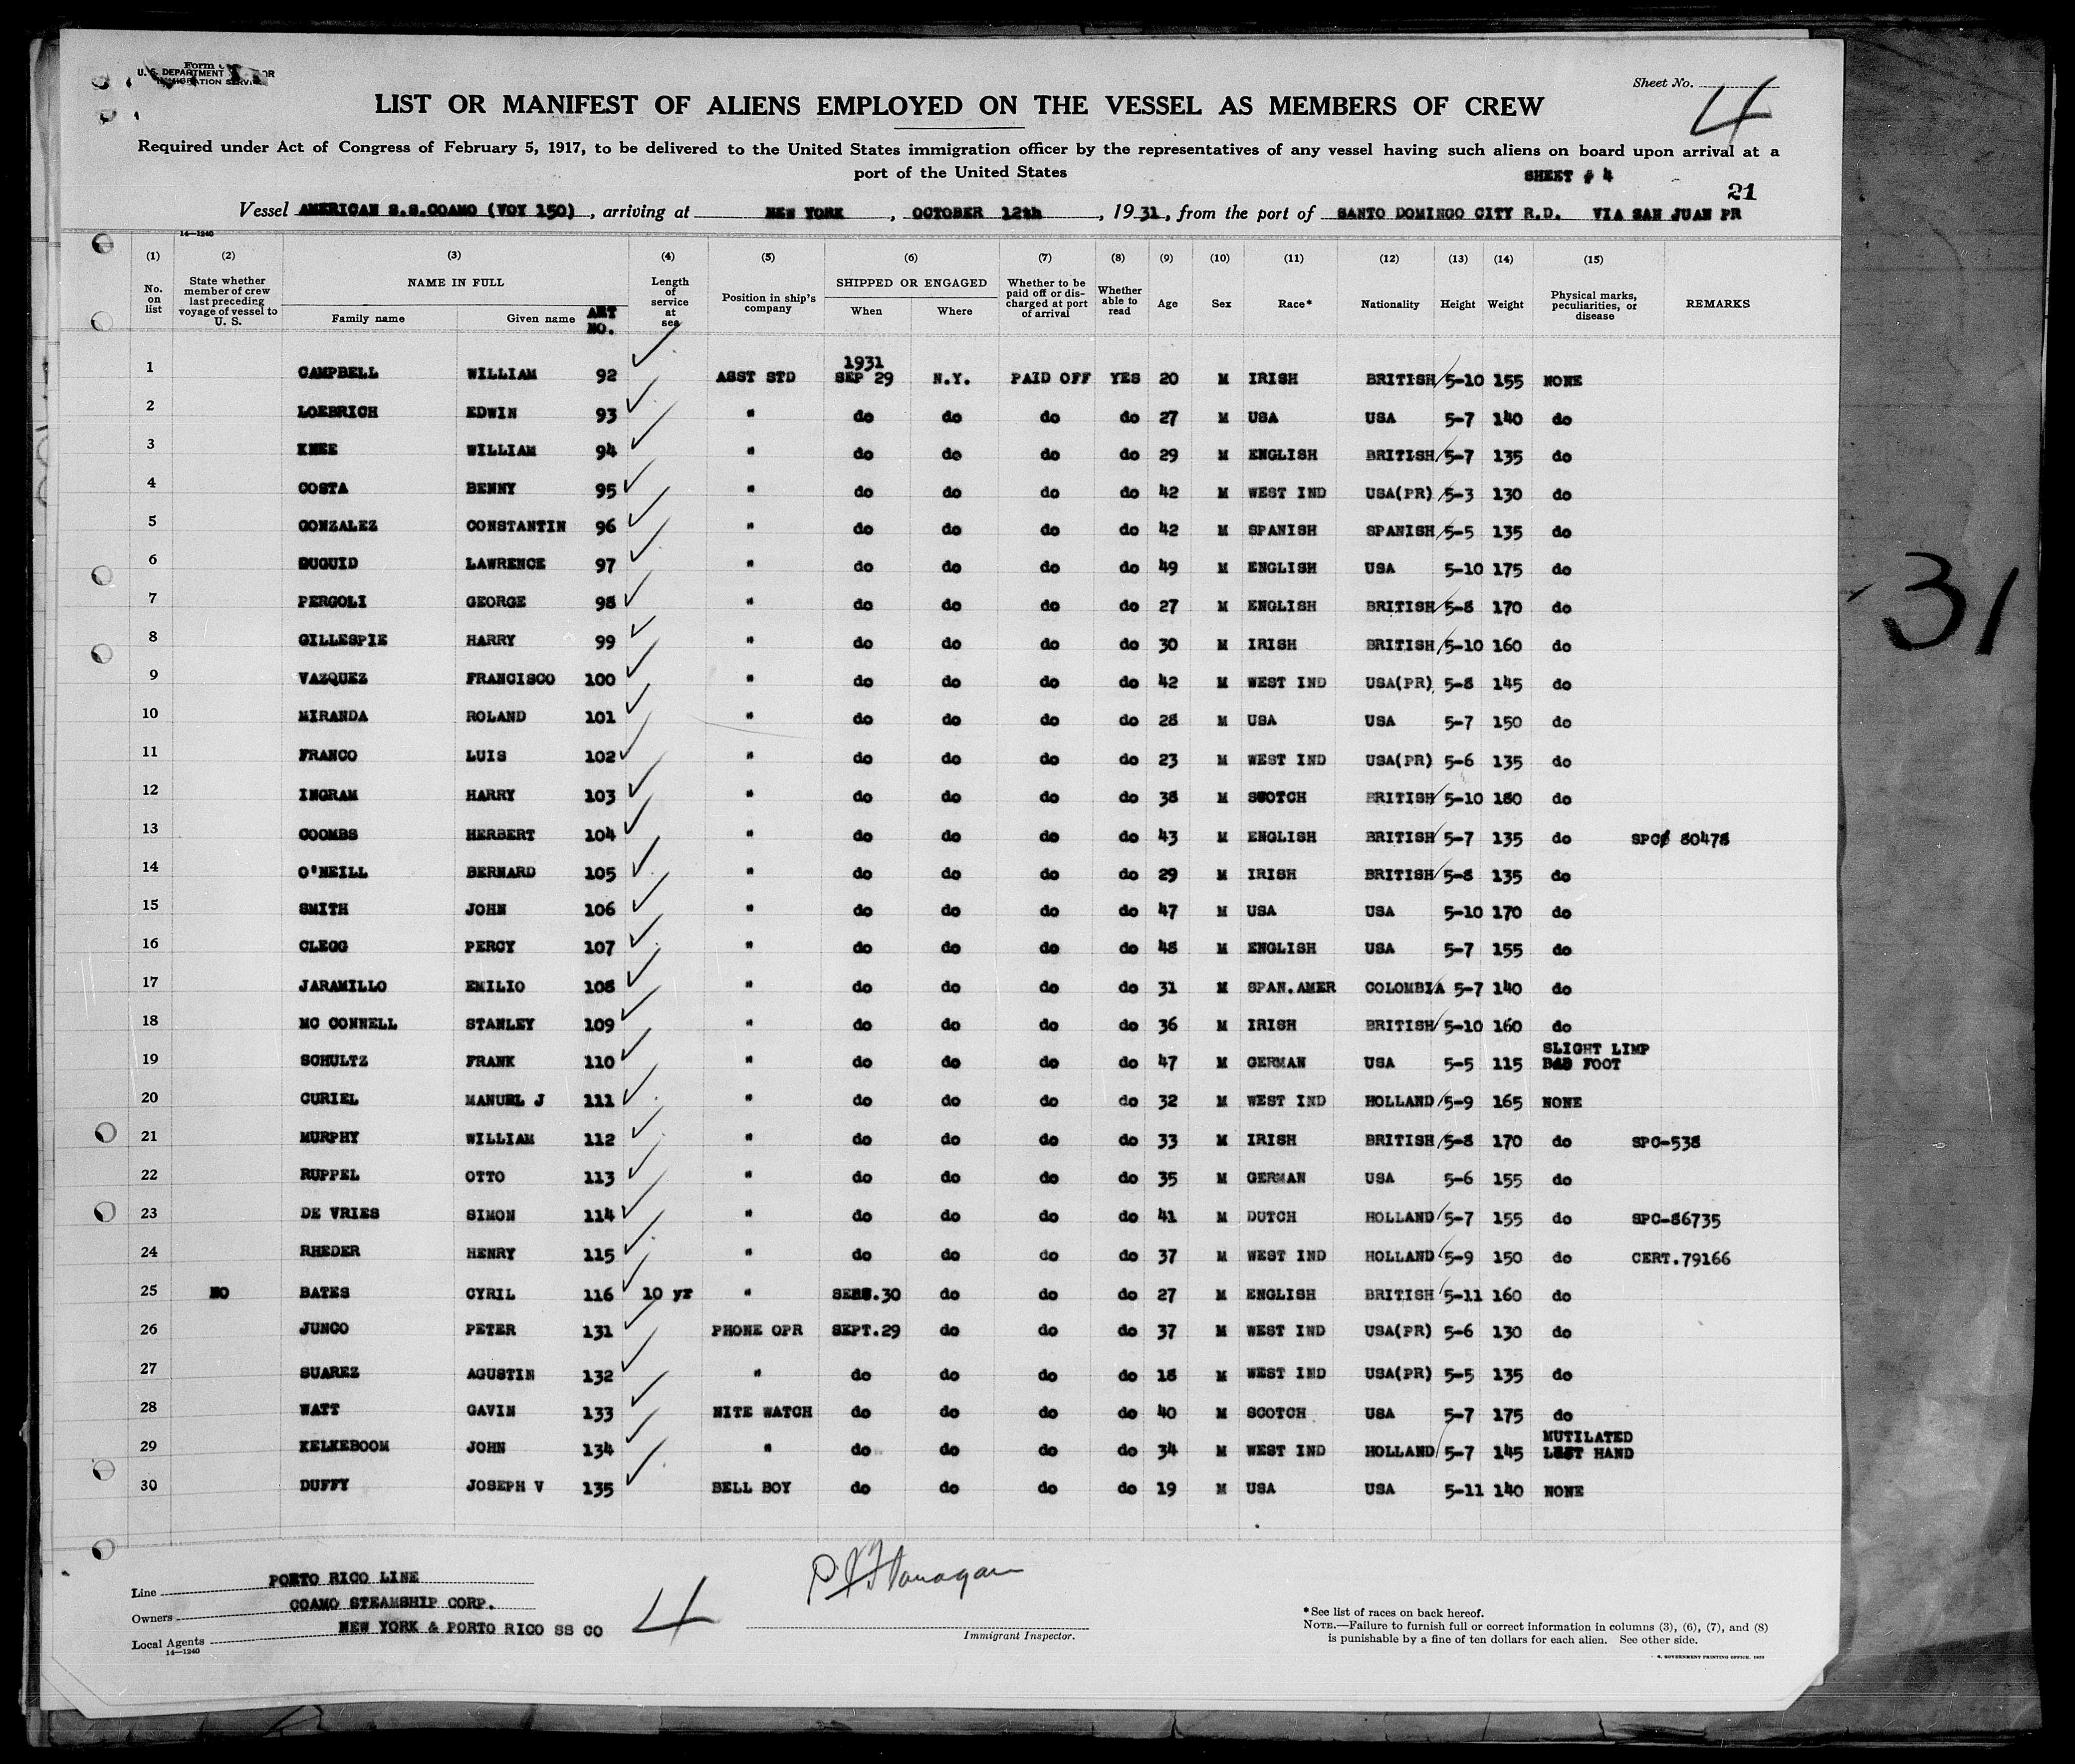 U. S. DEPARTMENT OF LABOR
IMMIGRATION SERVICE
Sheet No. 4
LIST OR MANIFEST OF ALIENS EMPLOYED ON THE VESSEL AS MEMBERS OF CREW
Required under Act of Congress of February 5, 1917, to be delivered to the United States immigration officer by the representatives of any vessel having such aliens on board upon arrival at a
port of the United States
SHEET # 4
21
Vessel AMERICAN S.S.COAMO (VOY 150), arriving at NEW YORK, OCTOBER 12th, 1931, from the port of SANTO DOMINGO CITY R.D. VIA SAN JUAN PR
14—1240
(1) (2) (3) (4) (5) (6) (7) (8) (9) (10) (11) (12) (13) (14) (15)
No. on list State whether member of crew last preceding voyage of vessel to U. S. NAME IN FULL Family name Given name ART NO. Length of service at sea Position in ship's company SHIPPED OR ENGAGED When Where Whether to be paid off or discharged at port of arrival Whether able to read Age Sex Race* Nationality Height Weight Physical marks, peculiarities, or disease REMARKS
1931
1 CAMPBELL WILLIAM 92 ASST STD SEP 29 N.Y. PAID OFF YES 20 M IRISH BRITISH 5-10 155 NONE
2 LOEBRICH EDWIN 93 " do do do do 27 M USA USA 5-7 140 do
3 KNEE WILLIAM 94 " do do do do 29 M ENGLISH BRITISH 5-7 135 do
4 COSTA BENNY 95 " do do do do 42 M WEST IND USA(PR) 5-3 130 do
5 GONZALEZ CONSTANTIN 96 " do do do do 42 M SPANISH SPANISH 5-5 135 do
6 DUGUID LAWRENCE 97 " do do do do 49 M ENGLISH USA 5-10 175 do
7 PERGOLI GEORGE 98 " do do do do 27 M ENGLISH BRITISH 5-8 170 do
8 GILLESPIE HARRY 99 " do do do do 30 M IRISH BRITISH 5-10 160 do
9 VAZQUEZ FRANCISCO 100 " do do do do 42 M WEST IND USA(PR) 5-8 145 do
10 MIRANDA ROLAND 101 " do do do do 28 M USA USA 5-7 150 do
11 FRANCO LUIS 102 " do do do do 23 M WEST IND USA(PR) 5-6 135 do
12 INGRAM HARRY 103 " do do do do 38 M SCOTCH BRITISH 5-10 180 do
13 COOMBS HERBERT 104 " do do do do 43 M ENGLISH BRITISH 5-7 135 do SPC# 80478
14 O'NEILL BERNARD 105 " do do do do 29 M IRISH BRITISH 5-8 135 do
15 SMITH JOHN 106 " do do do do 47 M USA USA 5-10 170 do
16 CLEGG PERCY 107 " do do do do 48 M ENGLISH USA 5-7 155 do
17 JARAMILLO EMILIO 108 " do do do do 31 M SPAN.AMER COLOMBIA 5-7 140 do
18 MC CONNELL STANLEY 109 " do do do do 36 M IRISH BRITISH 5-10 160 do
19 SCHULTZ FRANK 110 " do do do do 47 M GERMAN USA 5-5 115 SLIGHT LIMP BAD FOOT
20 CURIEL MANUEL J 111 " do do do do 32 M WEST IND HOLLAND 5-9 165 NONE
21 MURPHY WILLIAM 112 " do do do do 33 M IRISH BRITISH 5-8 170 do SPC-538
22 RUPPEL OTTO 113 " do do do do 35 M GERMAN USA 5-6 155 do
23 DE VRIES SIMON 114 " do do do do 41 M DUTCH HOLLAND 5-7 155 do SPC-86735
24 RHEDER HENRY 115 " do do do do 37 M WEST IND HOLLAND 5-9 150 do CERT.79166
25 NO BATES CYRIL 116 10 yr " .30 do do do 27 M ENGLISH BRITISH 5-11 160 do
26 JUNCO PETER 131 PHONE OPR SEPT.29 do do do 37 M WEST IND USA(PR) 5-6 130 do
27 SUAREZ AGUSTIN 132 " do do do do 18 M WEST IND USA(PR) 5-5 135 do
28 WATT GAVIN 133 NITE WATCH do do do do 40 M SCOTCH USA 5-7 175 do
29 KELKEBOOM JOHN 134 " do do do do 34 M WEST IND HOLLAND 5-7 145 MUTILATED HAND
30 DUFFY JOSEPH V 135 BELL BOY do do do do 19 M USA USA 5-11 140 NONE
Line PORTO RICO LINE
Owners COAMO STEAMSHIP CORP.
Local Agents NEW YORK & PORTO RICO SS CO
14—1240
4
P J Flanagan
Immigrant Inspector.
*See list of races on back hereof.
NOTE.—Failure to furnish full or correct information in columns (3), (6), (7), and (8)
is punishable by a fine of ten dollars for each alien. See other side.
GOVERNMENT PRINTING OFFICE
31